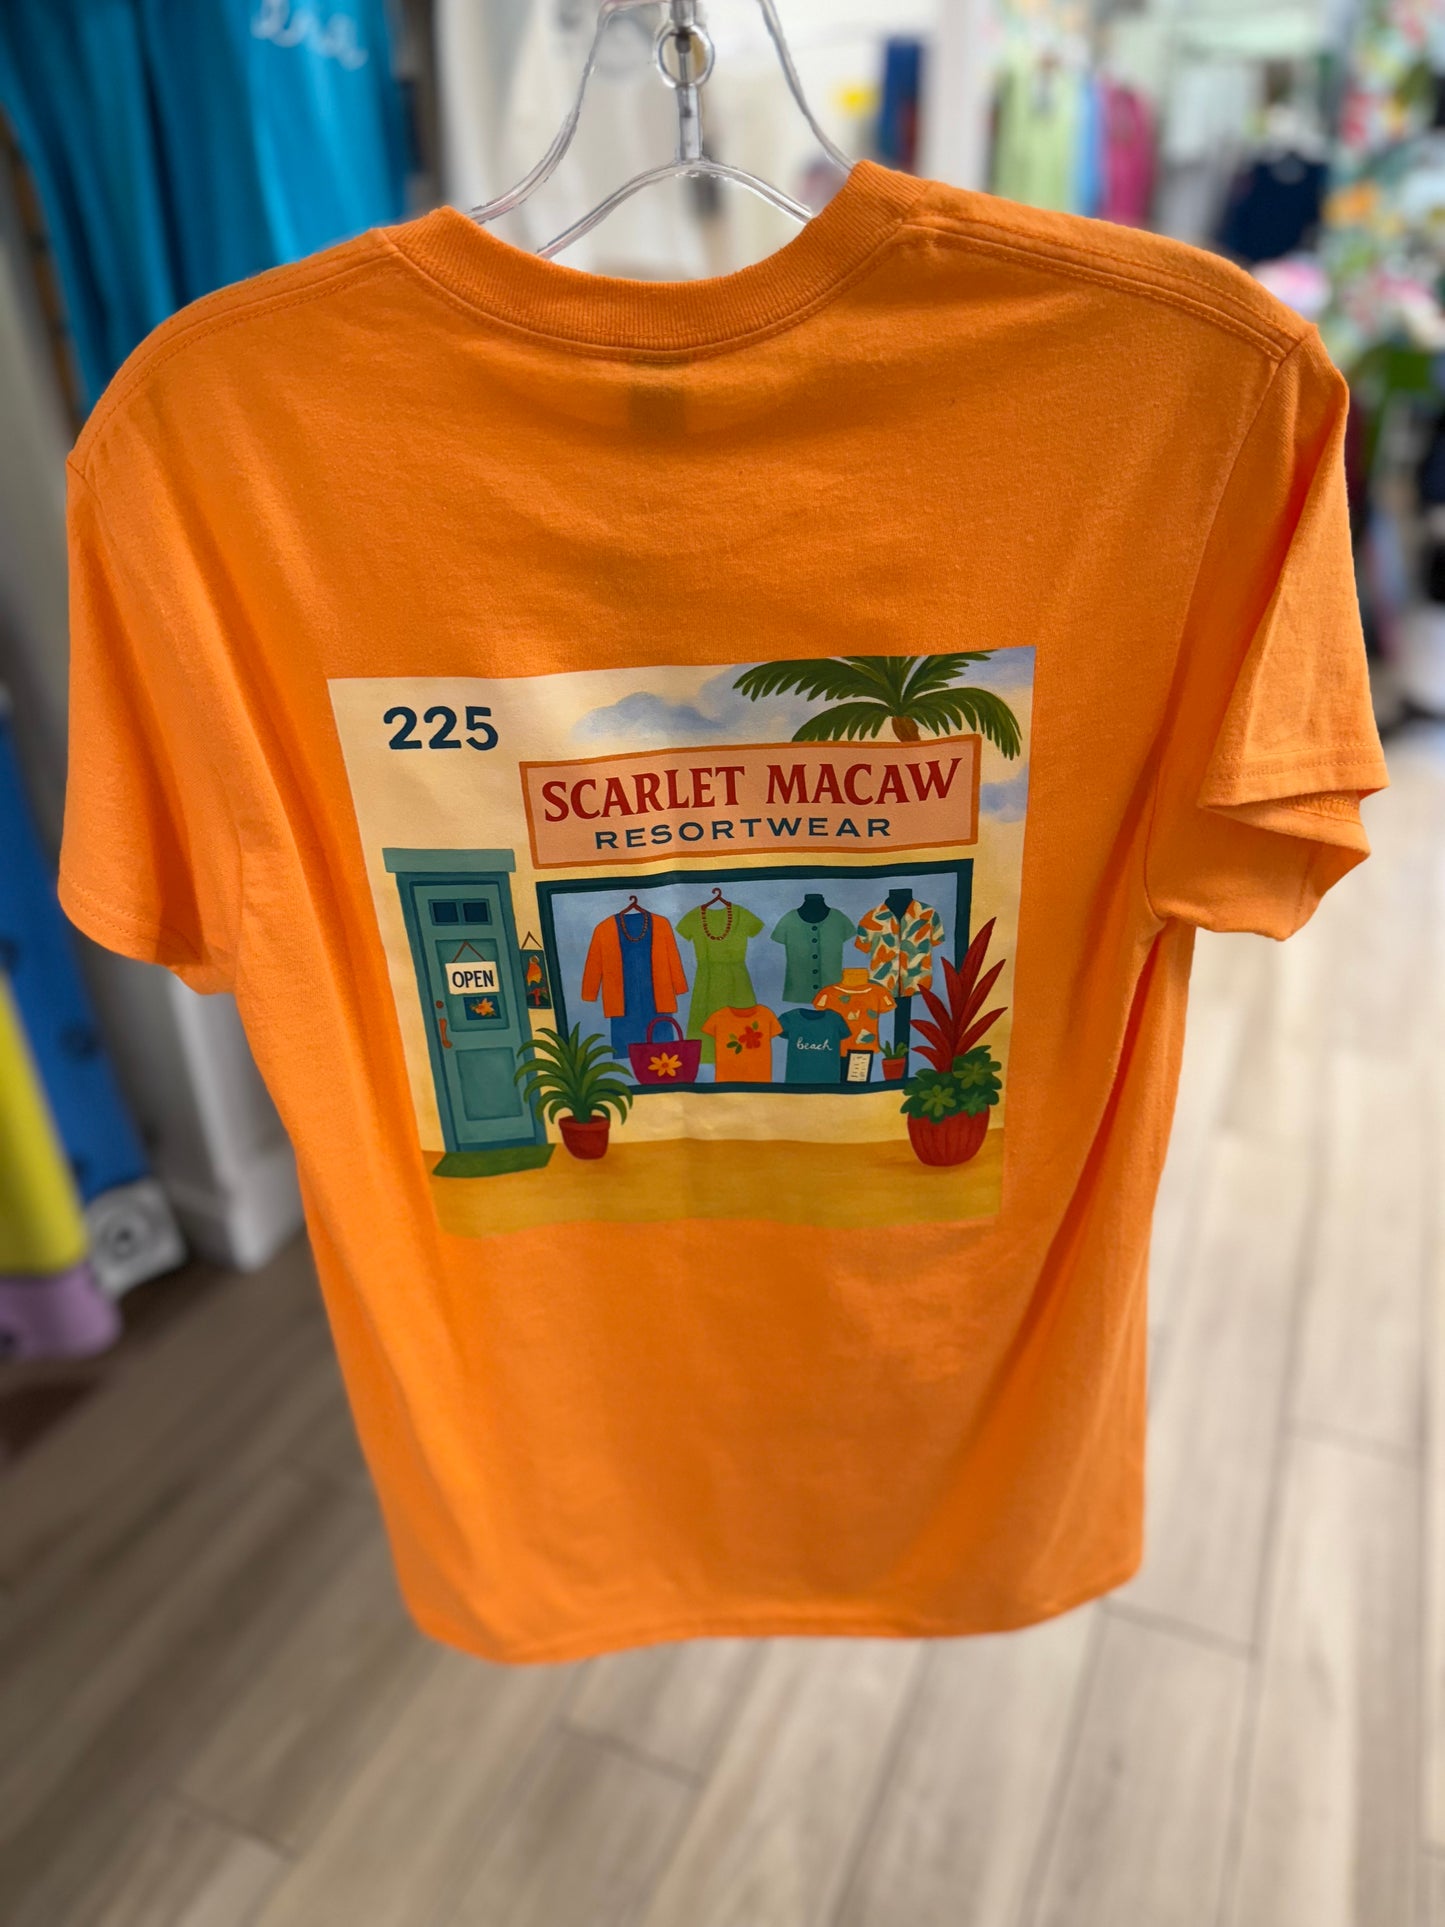 225
SCARLET MACAW
RESORTWEAR
OPEN
beach